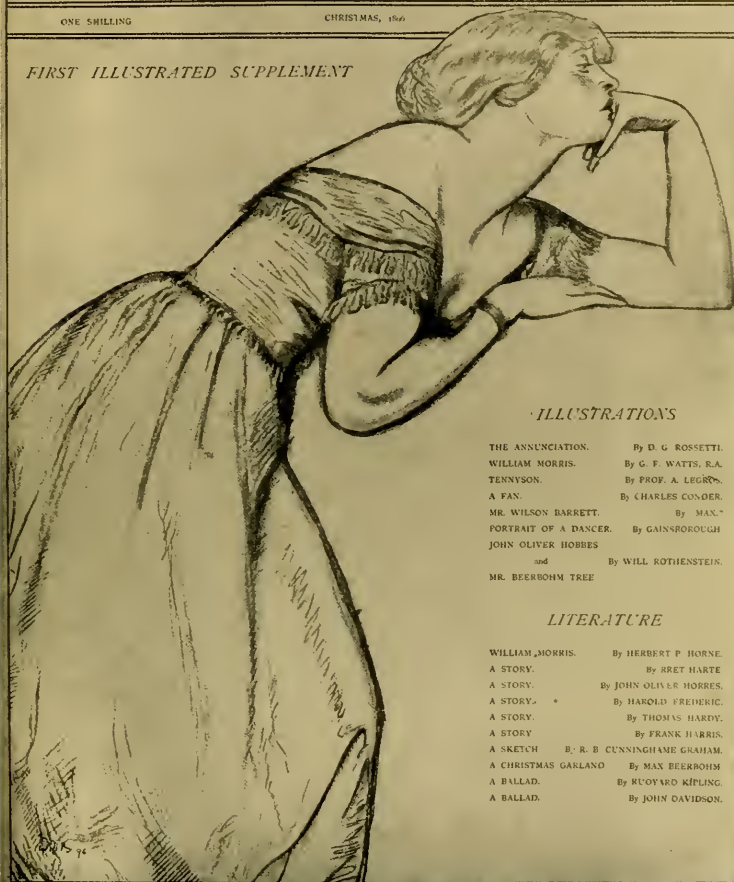 ONE SHILLING
CHRISTMAS, 1896
FIRST ILLUSTRATED SUPPLEMENT
ILLUSTRATIONS
THE ANNUNCIATION. By D. G. ROSSETTI.
WILLIAM MORRIS. By G. F. WATTS, R.A.
TENNYSON. By PROF. A. LEGROS.
A FAN. By CHARLES CONDER.
MR. WILSON BARRETT. By MAX."
PORTRAIT OF A DANCER. By GAINSBOROUGH
JOHN OLIVER HOBBES
and By WILL ROTHENSTEIN.
MR. BEERBOHM TREE
LITERATURE
WILLIAM MORRIS. By HERBERT P. HORNE.
A STORY. By BRET HARTE
A STORY. By JOHN OLIVER HOBBES.
A STORY. By HAROLD FREDERIC.
A STORY. By THOMAS HARDY.
A STORY By FRANK HARRIS.
A SKETCH By R. B CUNNINGHAME GRAHAM.
A CHRISTMAS GARLAND By MAX BEERBOHM
A BALLAD. By RUDYARD KIPLING.
A BALLAD. By JOHN DAVIDSON.
96